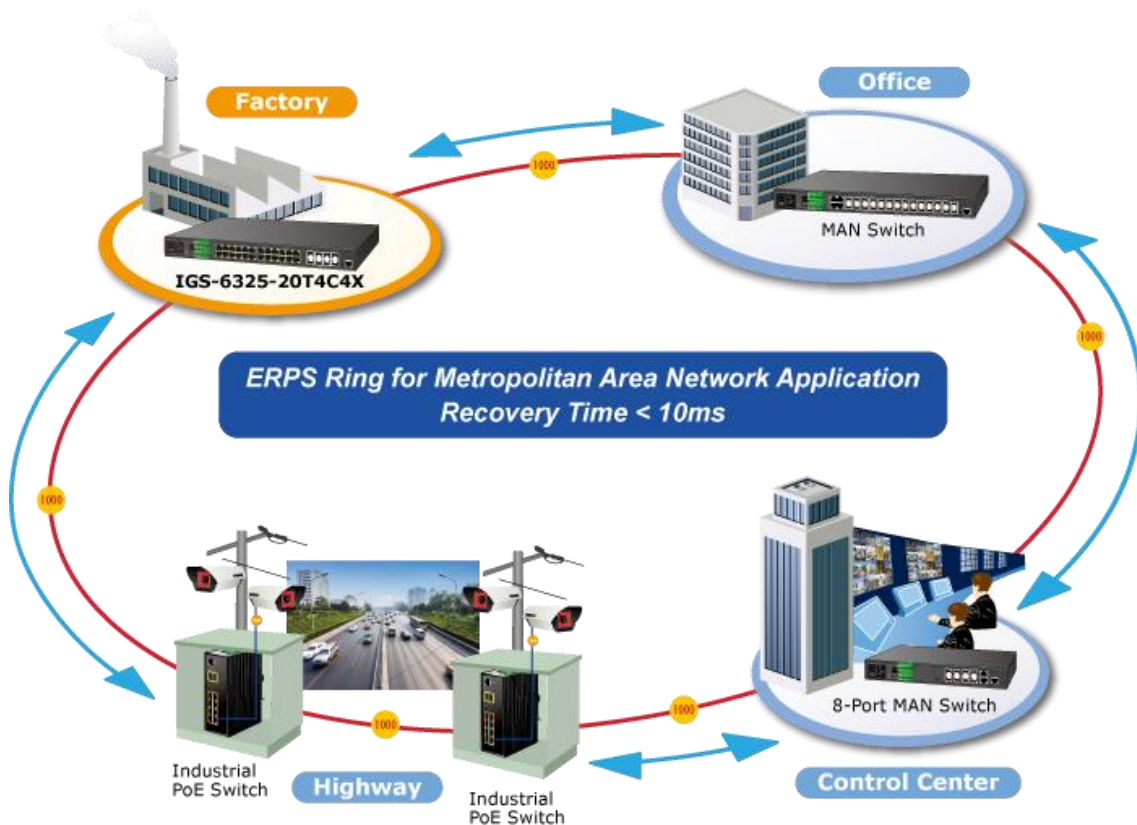 Factory
Office
1000
MAN Switch
IGS-6325-20T4C4X
1000
ERPS Ring for Metropolitan Area Network Application
Recovery Time < 10ms
1000
8-Port MAN Switch
1000
1000
Industrial
PoE Switch
Highway
Industrial
PoE Switch
Control Center